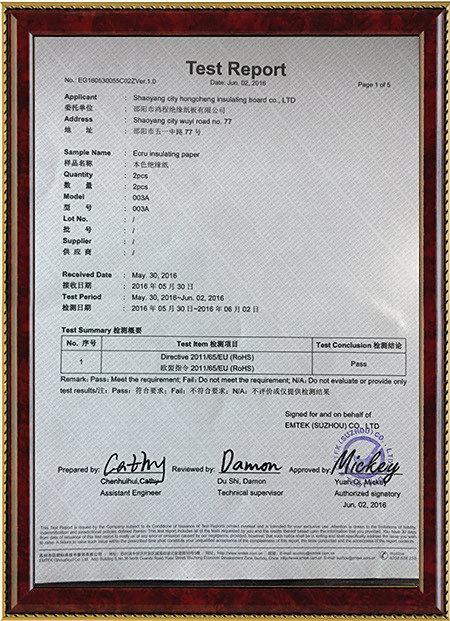 Test Report
No.: EG160530055C02ZVer.1.0
Date: Jun. 02, 2016
Page 1 of 5
Applicant : Shaoyang city hongcheng insulating board co., LTD
委托单位 : 邵阳市鸿程绝缘纸板有限公司
Address : Shaoyang city wuyi road no. 77
地 址 : 邵阳市五一中路 77 号
Sample Name : Ecru insulating paper
样品名称 : 本色绝缘纸
Quantity : 2pcs
数 量 : 2pcs
Model : 003A
型 号 : 003A
Lot No. : /
批 号 : /
Supplier : /
供 应 商 : /
Received Date : May. 30, 2016
接收日期 : 2016 年 05 月 30 日
Test Period : May. 30, 2016~Jun. 02, 2016
检测日期 : 2016 年 05 月 30 日~2016 年 06 月 02 日
Test Summary 检测概要
No. 序号 Test Item 检测项目 Test Conclusion 检测结论
1 Directive 2011/65/EU (RoHS) Pass
欧盟指令 2011/65/EU (RoHS)
Remark: Pass: Meet the requirement; Fail: Do not meet the requirement; N/A: Do not evaluate or provide only
test results/注: Pass: 符合要求; Fail: 不符合要求; N/A: 不评价或仅提供检测结果
Signed for and on behalf of
EMTEK (SUZHOU) CO., LTD
Prepared by: Cathy Reviewed by: Damon Approved by: Mickey
Chenhuihui,Cathy Du Shi, Damon Yuan Qi, Mickey
Assistant Engineer Technical supervisor Authorized signatory
Jun. 02, 2016